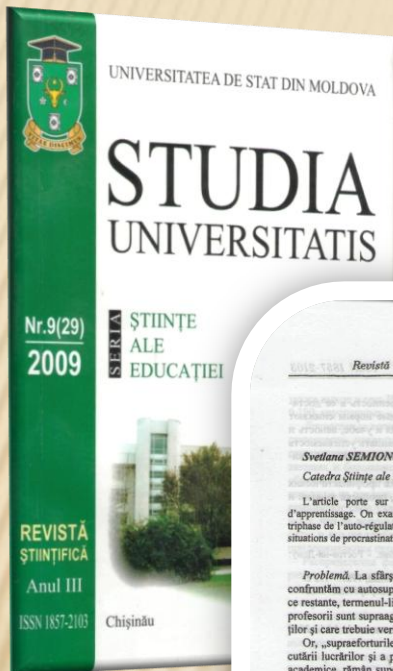 UNIVERSITATEA DE STAT DIN MOLDOVA
STUDIA
UNIVERSITATIS
SERIA
ȘTIINȚE
ALE
EDUCAȚIEI
Nr.9(29)
2009
REVISTĂ
ȘTIINȚIFICĂ
Anul III
ISSN 1857-2103
Chișinău
Revistă
Svetlana SEMION
Catedra Științe ale
L'article porte sur
d'apprentissage. On exa
triphase de l'auto-régula
situations de procrastinat
Problemă. La sfârș
confruntăm cu autosup
ce restante, termenul-li
profesorii sunt supraag
ților și care trebuie ver
Or, „supraeforturile
cutării lucrărilor și a p